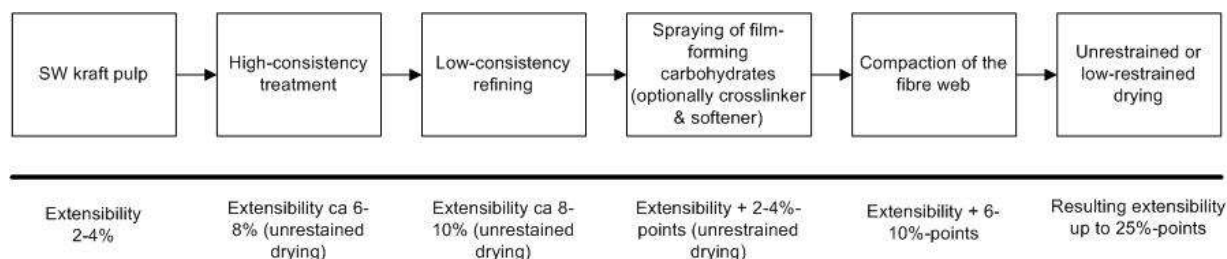 SW kraft pulp
High-consistency
treatment
Low-consistency
refining
Spraying of film-
forming
carbohydrates
(optionally crosslinker
& softener)
Compaction of the
fibre web
Unrestrained or
low-restrained
drying
Extensibility
2-4%
Extensibility ca 6-
8% (unrestained
drying)
Extensibility ca 8-
10% (unrestained
drying)
Extensibility + 2-4%-
points (unrestrained
drying)
Extensibility + 6-
10%-points
Resulting extensibility
up to 25%-points